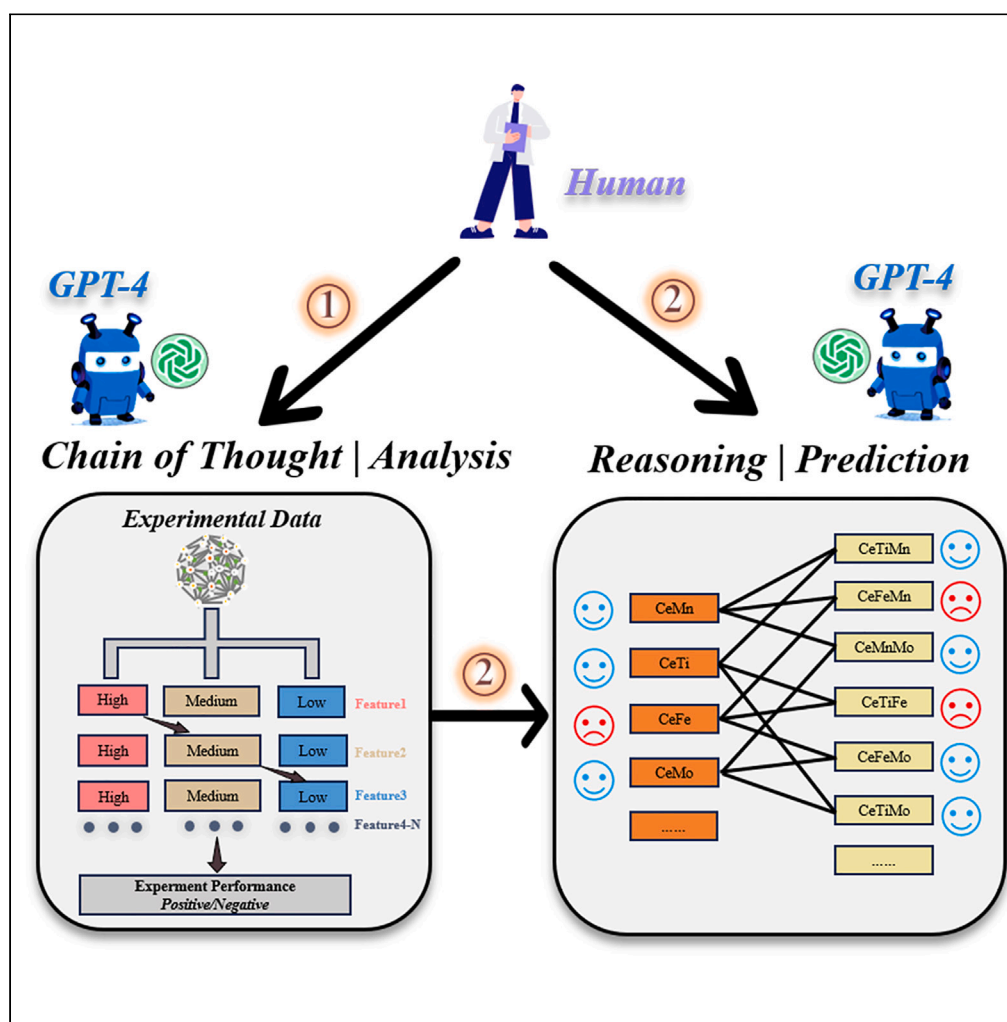 Human
GPT-4
①
②
GPT-4
Chain of Thought | Analysis
Reasoning | Prediction
Experimental Data
High Medium Low Feature1
High Medium Low Feature2
High Medium Low Feature3
Feature4-N
Experment Performance
Positive/Negative
②
CeMn
CeTi
CeFe
CeMo
......
CeTiMn
CeFeMn
CeMnMo
CeTiFe
CeFeMo
CeTiMo
......